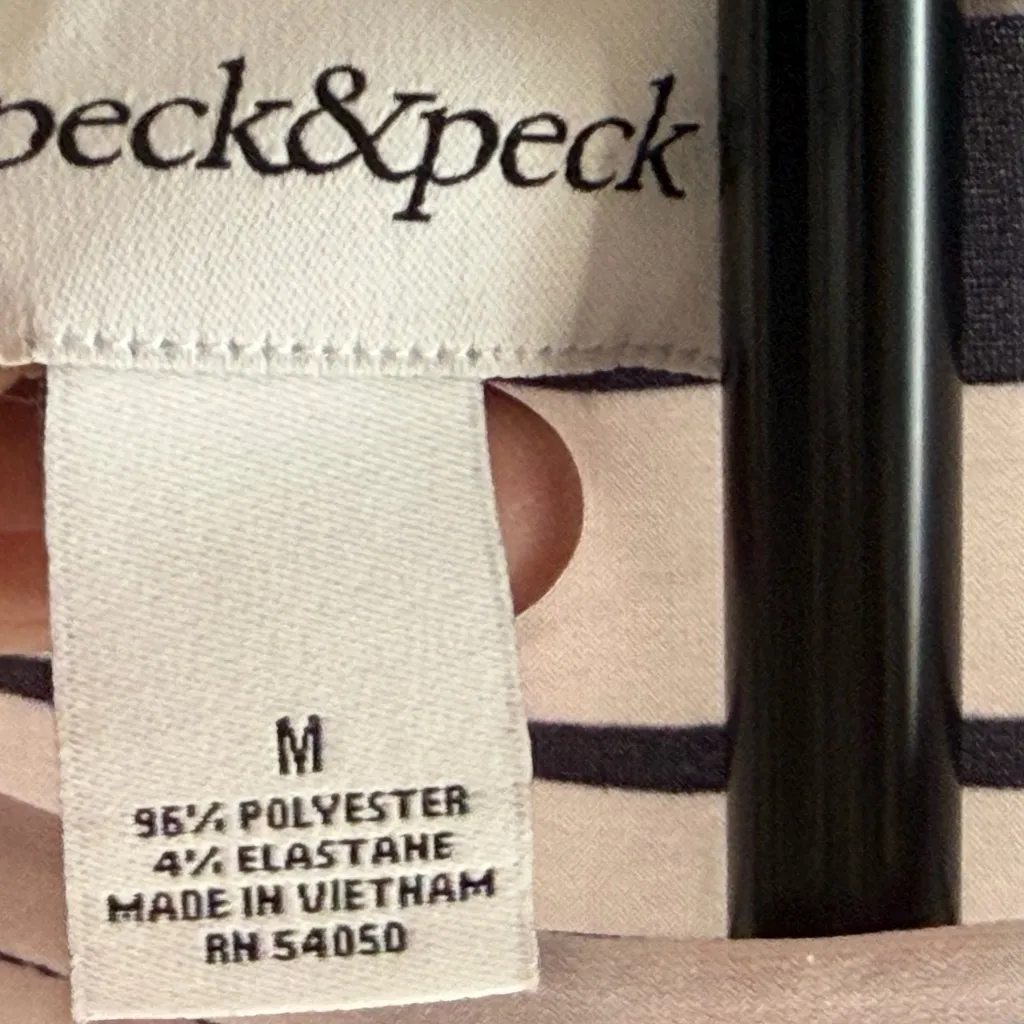 peck&peck
M
96% POLYESTER
4% ELASTANE
MADE IN VIETNAM
RN 54050